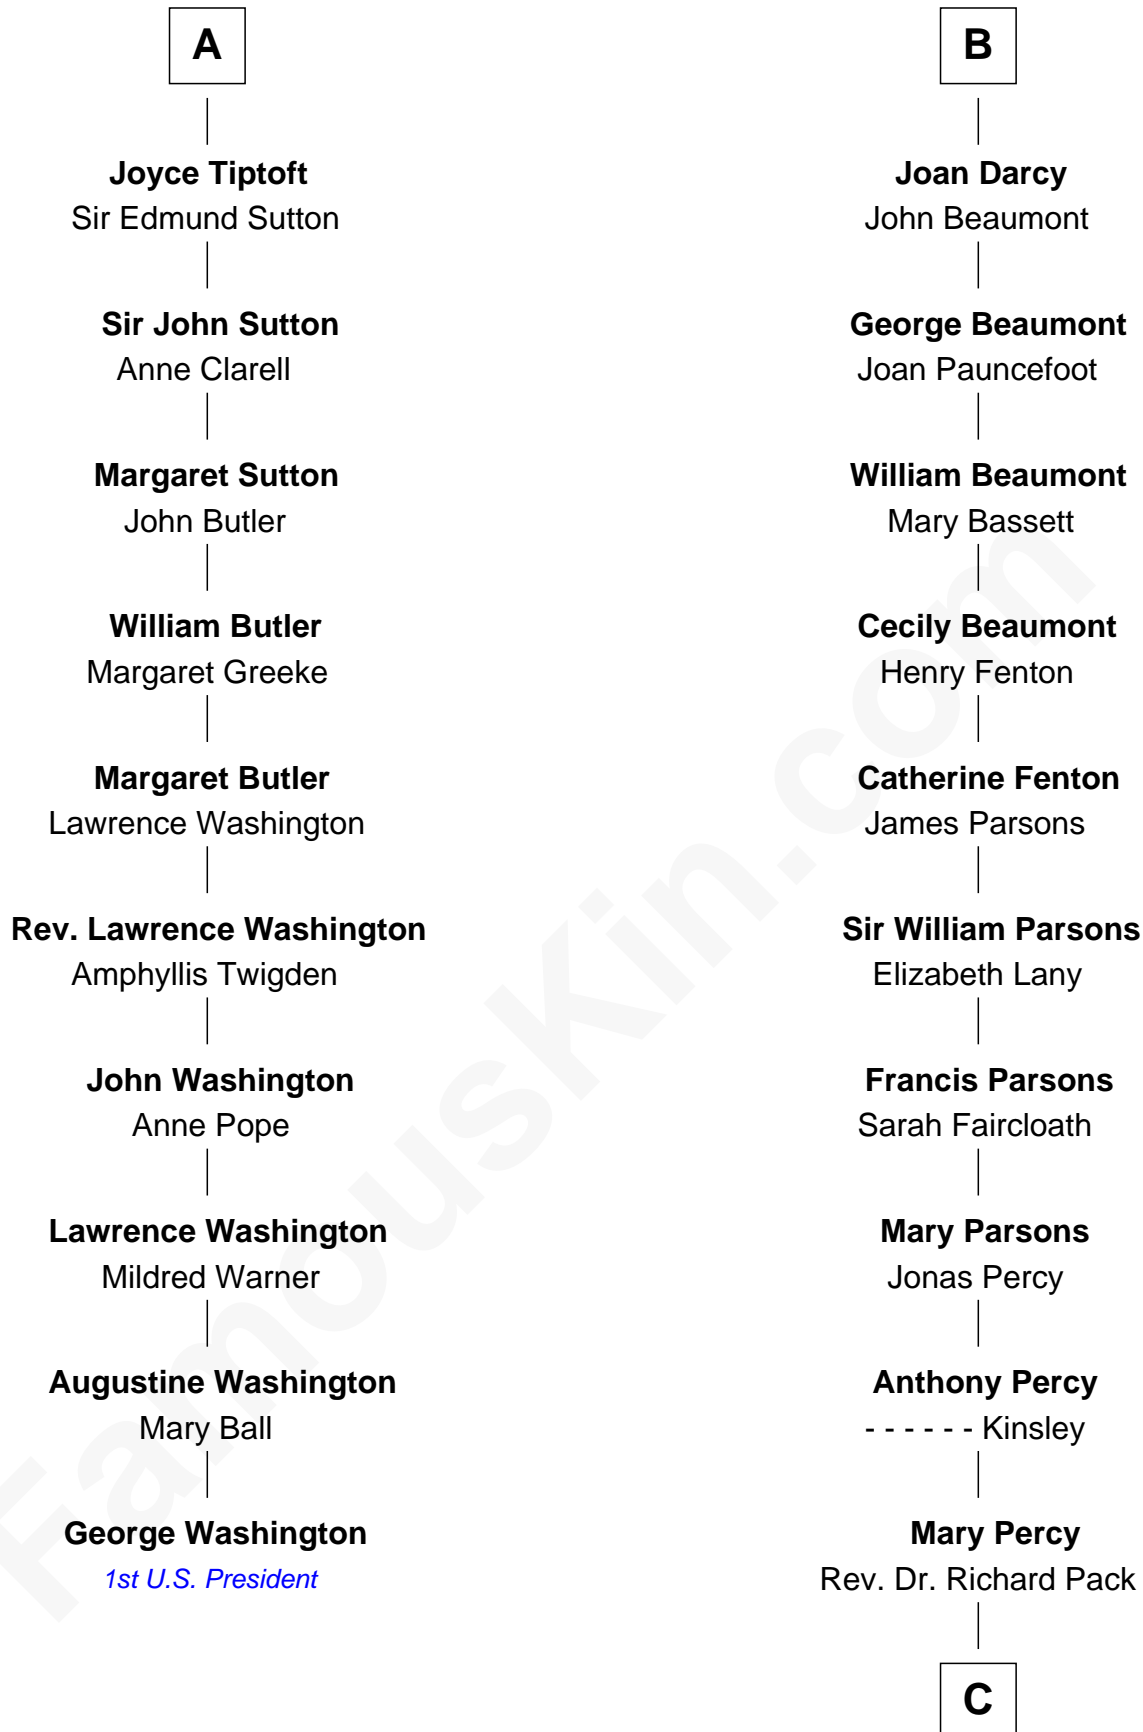 A
Joyce Tiptoft
Sir Edmund Sutton
Sir John Sutton
Anne Clarell
Margaret Sutton
John Butler
William Butler
Margaret Greeke
Margaret Butler
Lawrence Washington
Rev. Lawrence Washington
Amphyllis Twigden
John Washington
Anne Pope
Lawrence Washington
Mildred Warner
Augustine Washington
Mary Ball
George Washington
1st U.S. President
B
Joan Darcy
John Beaumont
George Beaumont
Joan Pauncefoot
William Beaumont
Mary Bassett
Cecily Beaumont
Henry Fenton
Catherine Fenton
James Parsons
Sir William Parsons
Elizabeth Lany
Francis Parsons
Sarah Faircloath
Mary Parsons
Jonas Percy
Anthony Percy
- - - - - - Kinsley
Mary Percy
Rev. Dr. Richard Pack
C
FamousKin.com